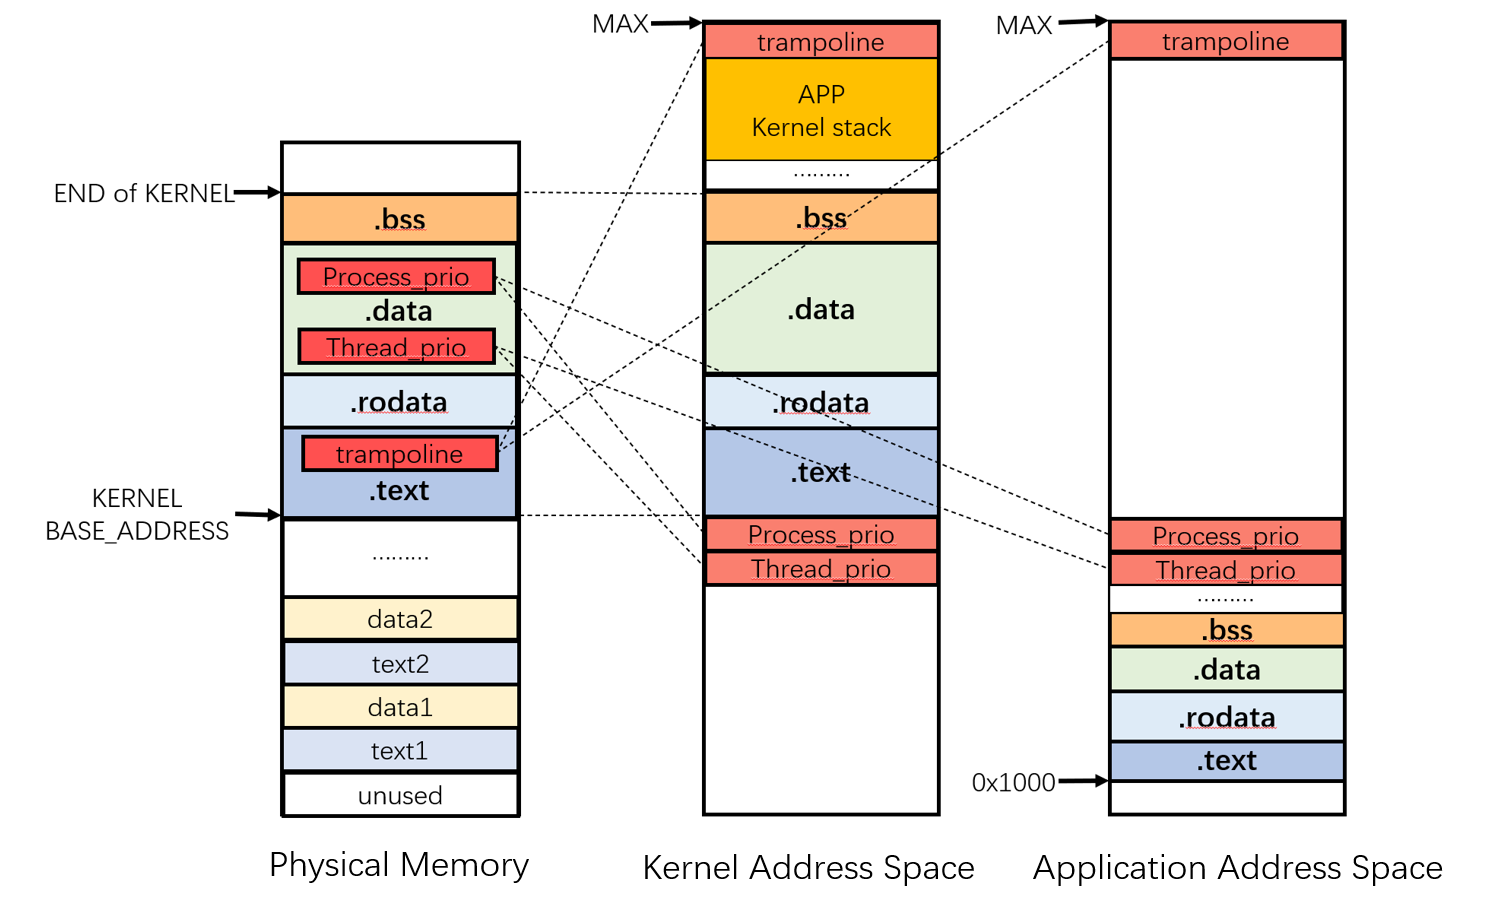 END of KERNEL
KERNEL
BASE_ADDRESS
.bss
Process_prio
.data
Thread_prio
.rodata
trampoline
.text
.........
data2
text2
data1
text1
unused
Physical Memory
MAX
trampoline
APP
Kernel stack
.........
.bss
.data
.rodata
.text
Process_prio
Thread_prio
Kernel Address Space
MAX
trampoline
Process_prio
Thread_prio
.........
.bss
.data
.rodata
.text
0x1000
Application Address Space